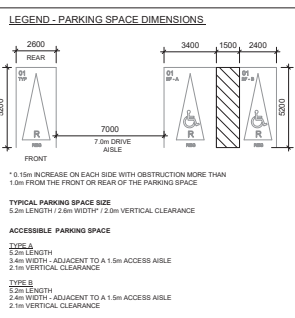 LEGEND - PARKING SPACE DIMENSIONS
2600 3400 1500 2400
REAR
01 01 01
TYP BF - A BF - B
5200 5200
7000
R R R
RES RES RES
7.0m DRIVE
AISLE
FRONT
* 0.15m INCREASE ON EACH SIDE WITH OBSTRUCTION MORE THAN
1.0m FROM THE FRONT OR REAR OF THE PARKING SPACE
TYPICAL PARKING SPACE SIZE
5.2m LENGTH / 2.6m WIDTH* / 2.0m VERTICAL CLEARANCE
ACCESSIBLE PARKING SPACE
TYPE A
5.2m LENGTH
3.4m WIDTH - ADJACENT TO A 1.5m ACCESS AISLE
2.1m VERTICAL CLEARANCE
TYPE B
5.2m LENGTH
2.4m WIDTH - ADJACENT TO A 1.5m ACCESS AISLE
2.1m VERTICAL CLEARANCE